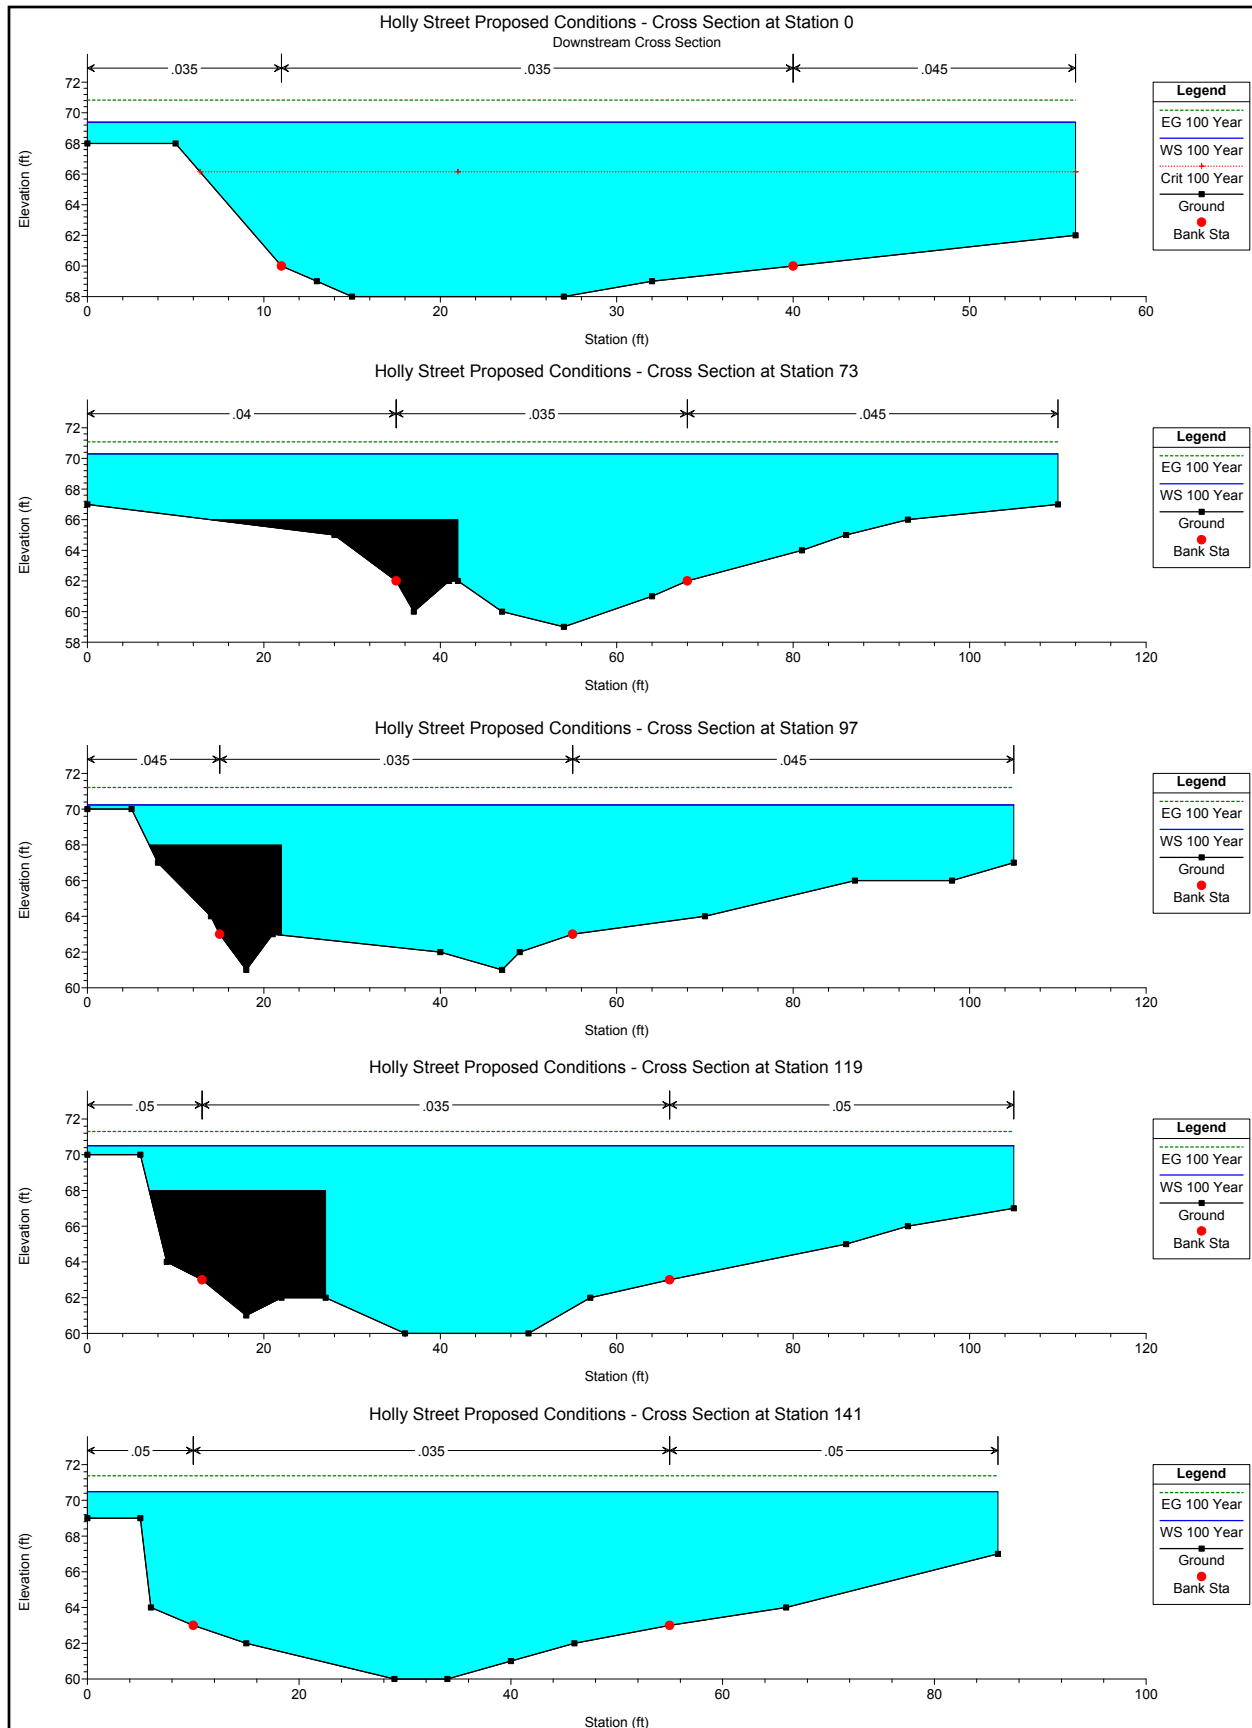 Holly Street Proposed Conditions - Cross Section at Station 0
Downstream Cross Section
.035 .035 .045
72
70
68
66
64
62
60
58
Elevation (ft)
0 10 20 30 40 50 60
Station (ft)
Legend
EG 100 Year
WS 100 Year
Crit 100 Year
Ground
Bank Sta
Holly Street Proposed Conditions - Cross Section at Station 73
.04 .035 .045
72
70
68
66
64
62
60
58
Elevation (ft)
0 20 40 60 80 100 120
Station (ft)
Legend
EG 100 Year
WS 100 Year
Ground
Bank Sta
Holly Street Proposed Conditions - Cross Section at Station 97
.045 .035 .045
72
70
68
66
64
62
60
Elevation (ft)
0 20 40 60 80 100 120
Station (ft)
Legend
EG 100 Year
WS 100 Year
Ground
Bank Sta
Holly Street Proposed Conditions - Cross Section at Station 119
.05 .035 .05
72
70
68
66
64
62
60
Elevation (ft)
0 20 40 60 80 100 120
Station (ft)
Legend
EG 100 Year
WS 100 Year
Ground
Bank Sta
Holly Street Proposed Conditions - Cross Section at Station 141
.05 .035 .05
72
70
68
66
64
62
60
Elevation (ft)
0 20 40 60 80 100
Station (ft)
Legend
EG 100 Year
WS 100 Year
Ground
Bank Sta